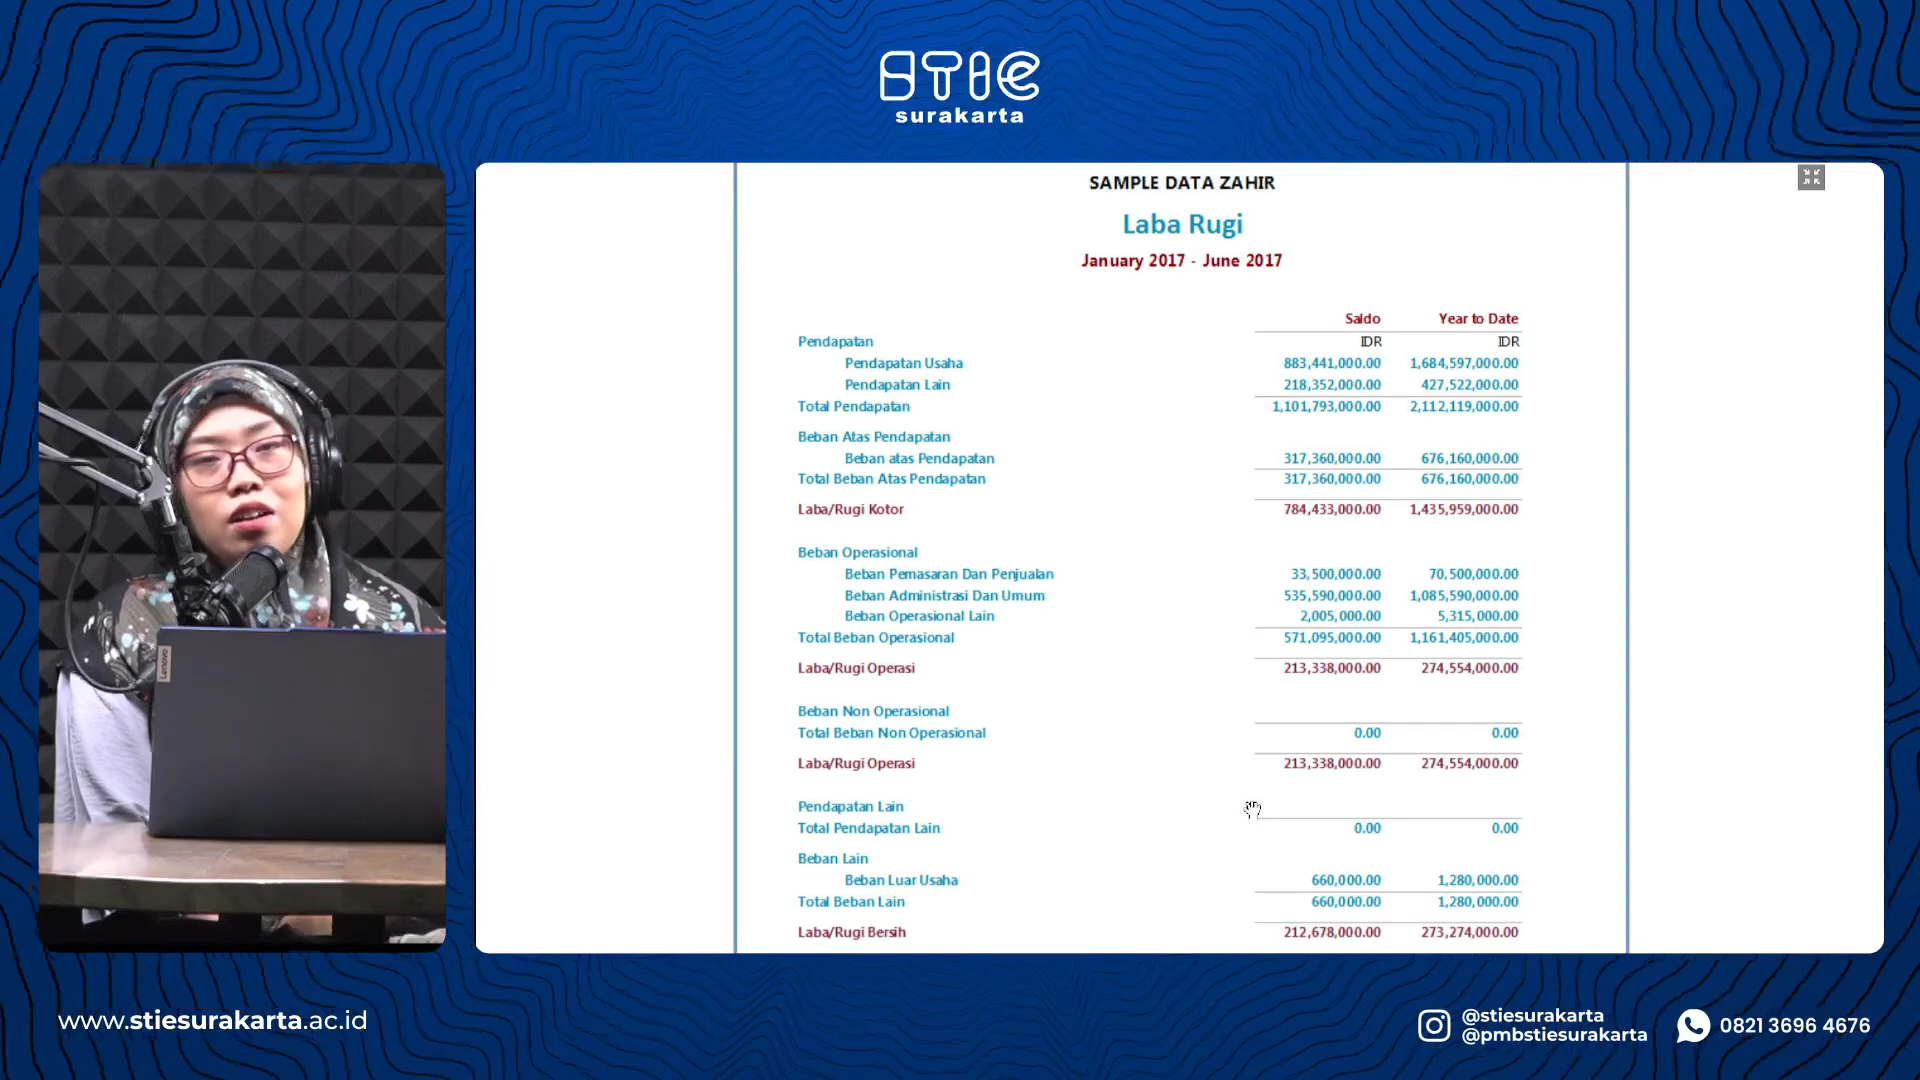 STIE
surakarta
SAMPLE DATA ZAHIR
Laba Rugi
January 2017 - June 2017
Saldo Year to Date
Pendapatan IDR IDR
Pendapatan Usaha 883,441,000.00 1,684,597,000.00
Pendapatan Lain 218,352,000.00 427,522,000.00
Total Pendapatan 1,101,793,000.00 2,112,119,000.00
Beban Atas Pendapatan
Beban atas Pendapatan 317,360,000.00 676,160,000.00
Total Beban Atas Pendapatan 317,360,000.00 676,160,000.00
Laba/Rugi Kotor 784,433,000.00 1,435,959,000.00
Beban Operasional
Beban Pemasaran Dan Penjualan 33,500,000.00 70,500,000.00
Beban Administrasi Dan Umum 535,590,000.00 1,085,590,000.00
Beban Operasional Lain 2,005,000.00 5,315,000.00
Total Beban Operasional 571,095,000.00 1,161,405,000.00
Laba/Rugi Operasi 213,338,000.00 274,554,000.00
Beban Non Operasional
Total Beban Non Operasional 0.00 0.00
Laba/Rugi Operasi 213,338,000.00 274,554,000.00
Pendapatan Lain
Total Pendapatan Lain 0.00 0.00
Beban Lain
Beban Luar Usaha 660,000.00 1,280,000.00
Total Beban Lain 660,000.00 1,280,000.00
Laba/Rugi Bersih 212,678,000.00 273,274,000.00
Lenovo
www.stiesurakarta.ac.id
@stiesurakarta
@pmbstiesurakarta
0821 3696 4676